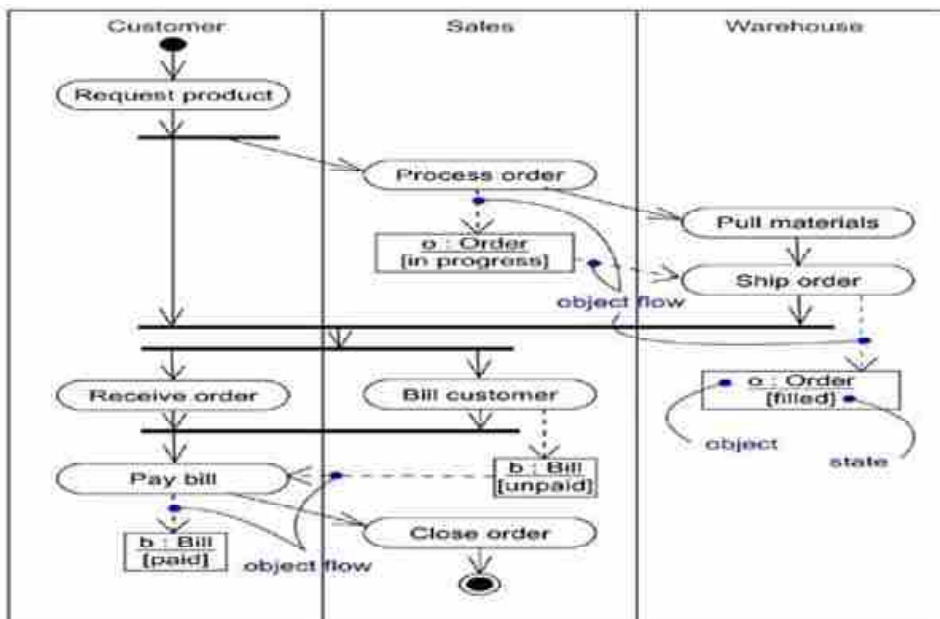 Customer
Sales
Warehouse
Request product
Process order
Pull materials
o : Order
[in progress]
Ship order
object flow
Receive order
Bill customer
o : Order
[filled]
object
state
Pay bill
b : Bill
[unpaid]
Close order
b : Bill
[paid]
object flow